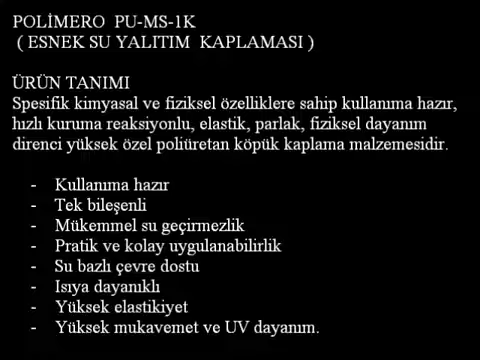 POLİMERO PU-MS-1K
( ESNEK SU YALITIM KAPLAMASI )
ÜRÜN TANIMI
Spesifik kimyasal ve fiziksel özelliklere sahip kullanıma hazır,
hızlı kuruma reaksiyonlu, elastik, parlak, fiziksel dayanım
direnci yüksek özel poliüretan köpük kaplama malzemesidir.
- Kullanıma hazır
- Tek bileşenli
- Mükemmel su geçirmezlik
- Pratik ve kolay uygulanabilirlik
- Su bazlı çevre dostu
- Isıya dayanıklı
- Yüksek elastikiyet
- Yüksek mukavemet ve UV dayanım.